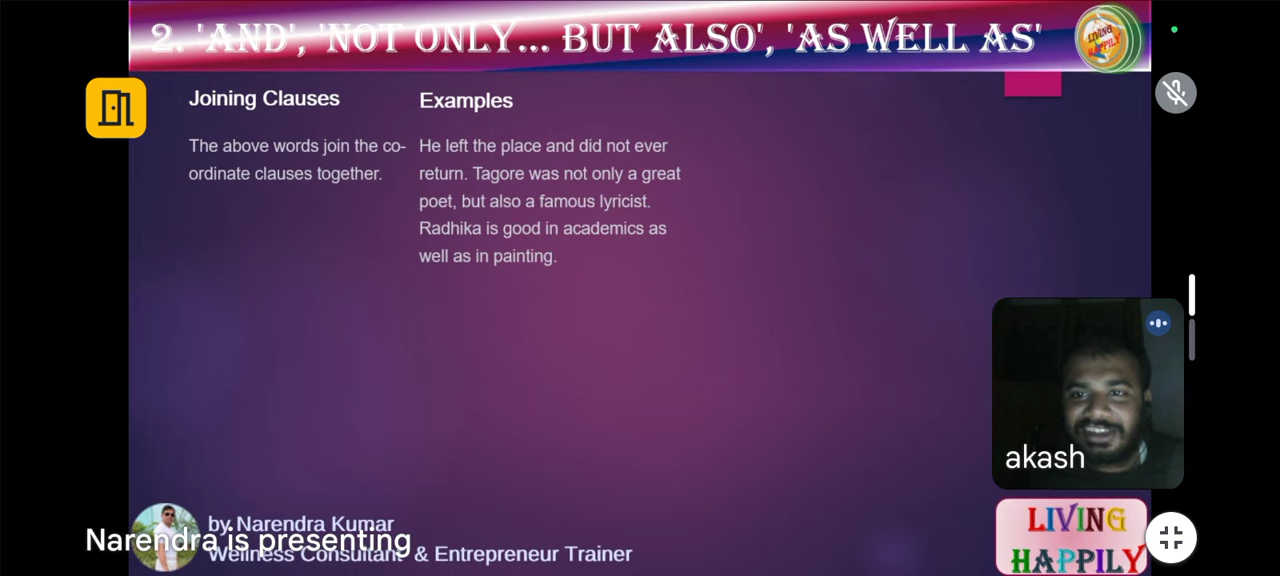 2. 'AND', 'NOT ONLY... BUT ALSO', 'AS WELL AS'
LIVING
HAPPILY
Joining Clauses
The above words join the co-
ordinate clauses together.
Examples
He left the place and did not ever
return. Tagore was not only a great
poet, but also a famous lyricist.
Radhika is good in academics as
well as in painting.
akash
by Narendra Kumar
Narendra is presenting
Wellness Consultant & Entrepreneur Trainer
LIVING
HAPPILY